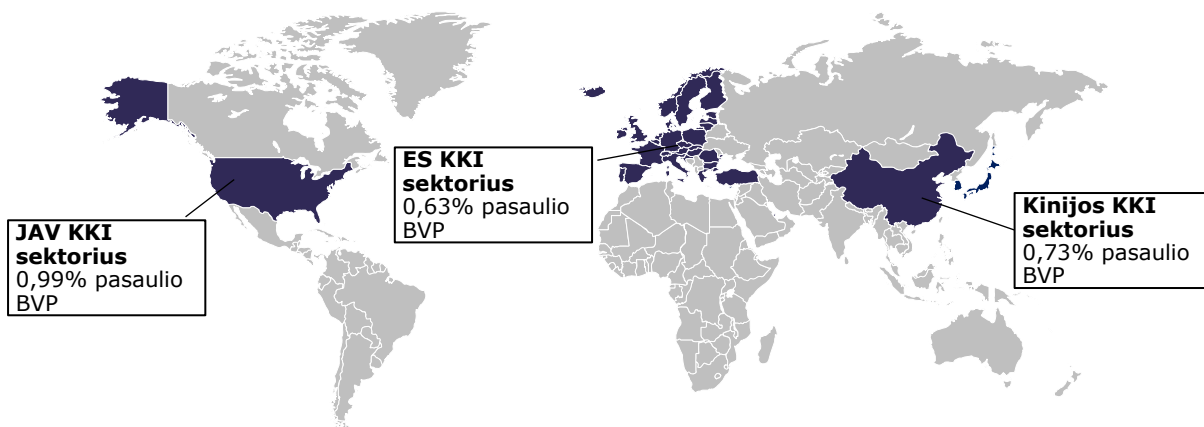 JAV KKI
sektorius
0,99% pasaulio
BVP
ES KKI
sektorius
0,63% pasaulio
BVP
Kinijos KKI
sektorius
0,73% pasaulio
BVP